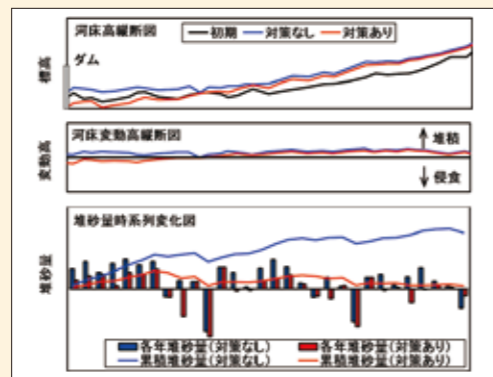 河床高縦断図
初期 対策なし 対策あり
ダム
標高
河床変動高縦断図
堆積
変動高
侵食
堆砂量時系列変化図
堆砂量
各年堆砂量(対策なし) 各年堆砂量(対策あり)
累積堆砂量(対策なし) 累積堆砂量(対策あり)